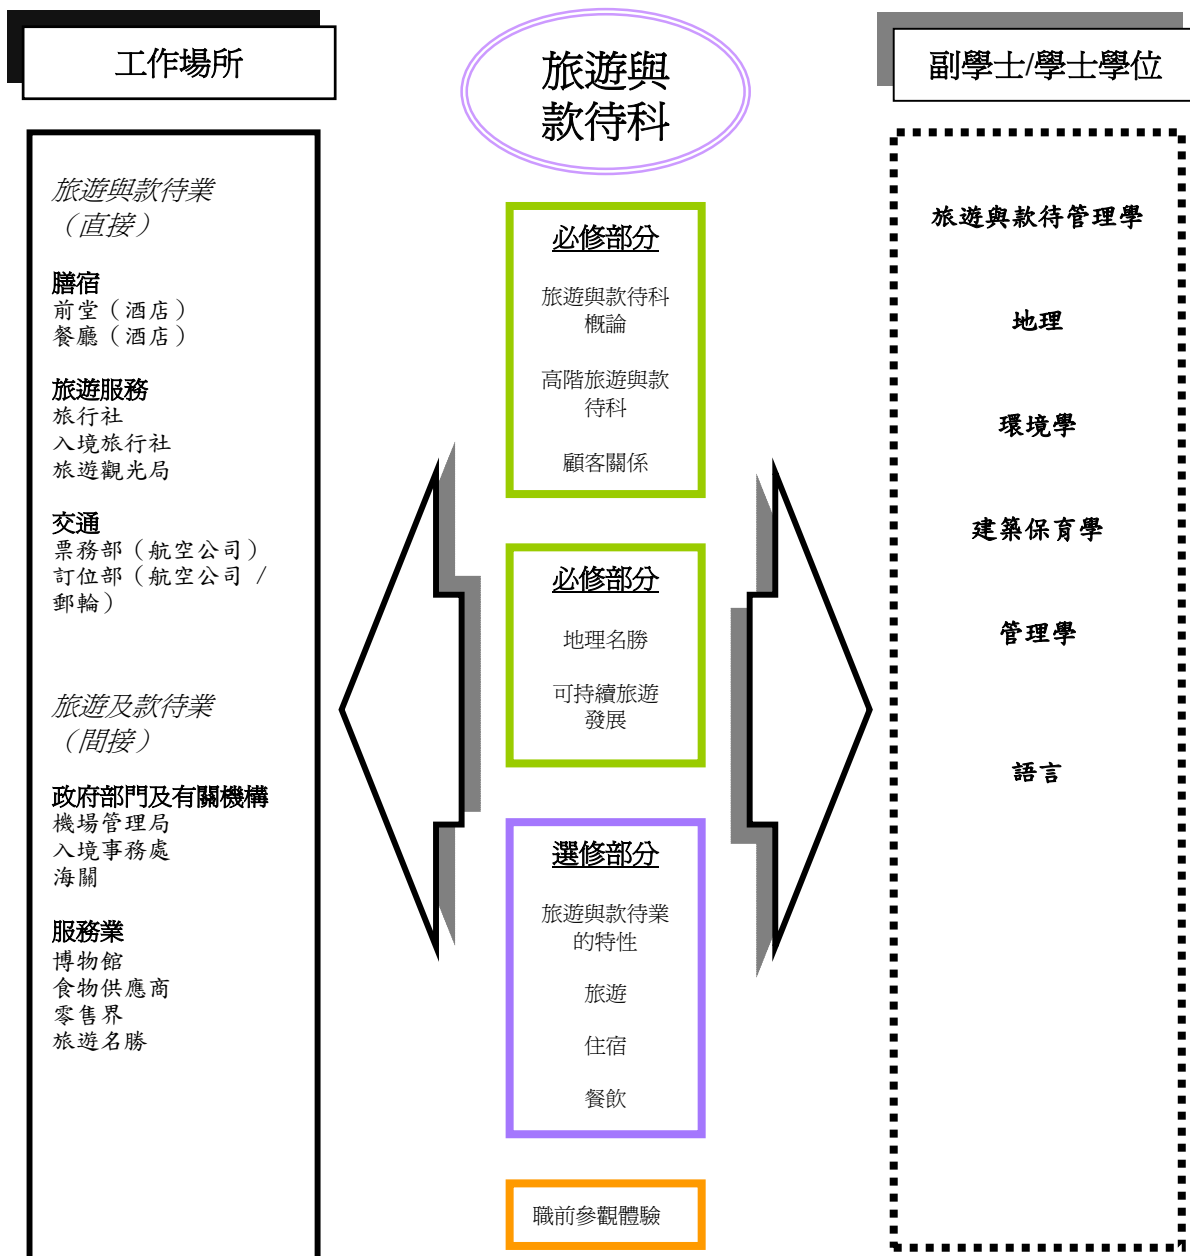 工作場所
旅遊與款待業
（直接）
膳宿
前堂（酒店）
餐廳（酒店）
旅遊服務
旅行社
入境旅行社
旅遊觀光局
交通
票務部（航空公司）
訂位部（航空公司 /
郵輪）
旅遊及款待業
（間接）
政府部門及有關機構
機場管理局
入境事務處
海關
服務業
博物館
食物供應商
零售界
旅遊名勝
旅遊與
款待科
必修部分
旅遊與款待科
概論
高階旅遊與款
待科
顧客關係
必修部分
地理名勝
可持續旅遊
發展
選修部分
旅遊與款待業
的特性
旅遊
住宿
餐飲
職前參觀體驗
副學士/學士學位
旅遊與款待管理學
地理
環境學
建築保育學
管理學
語言